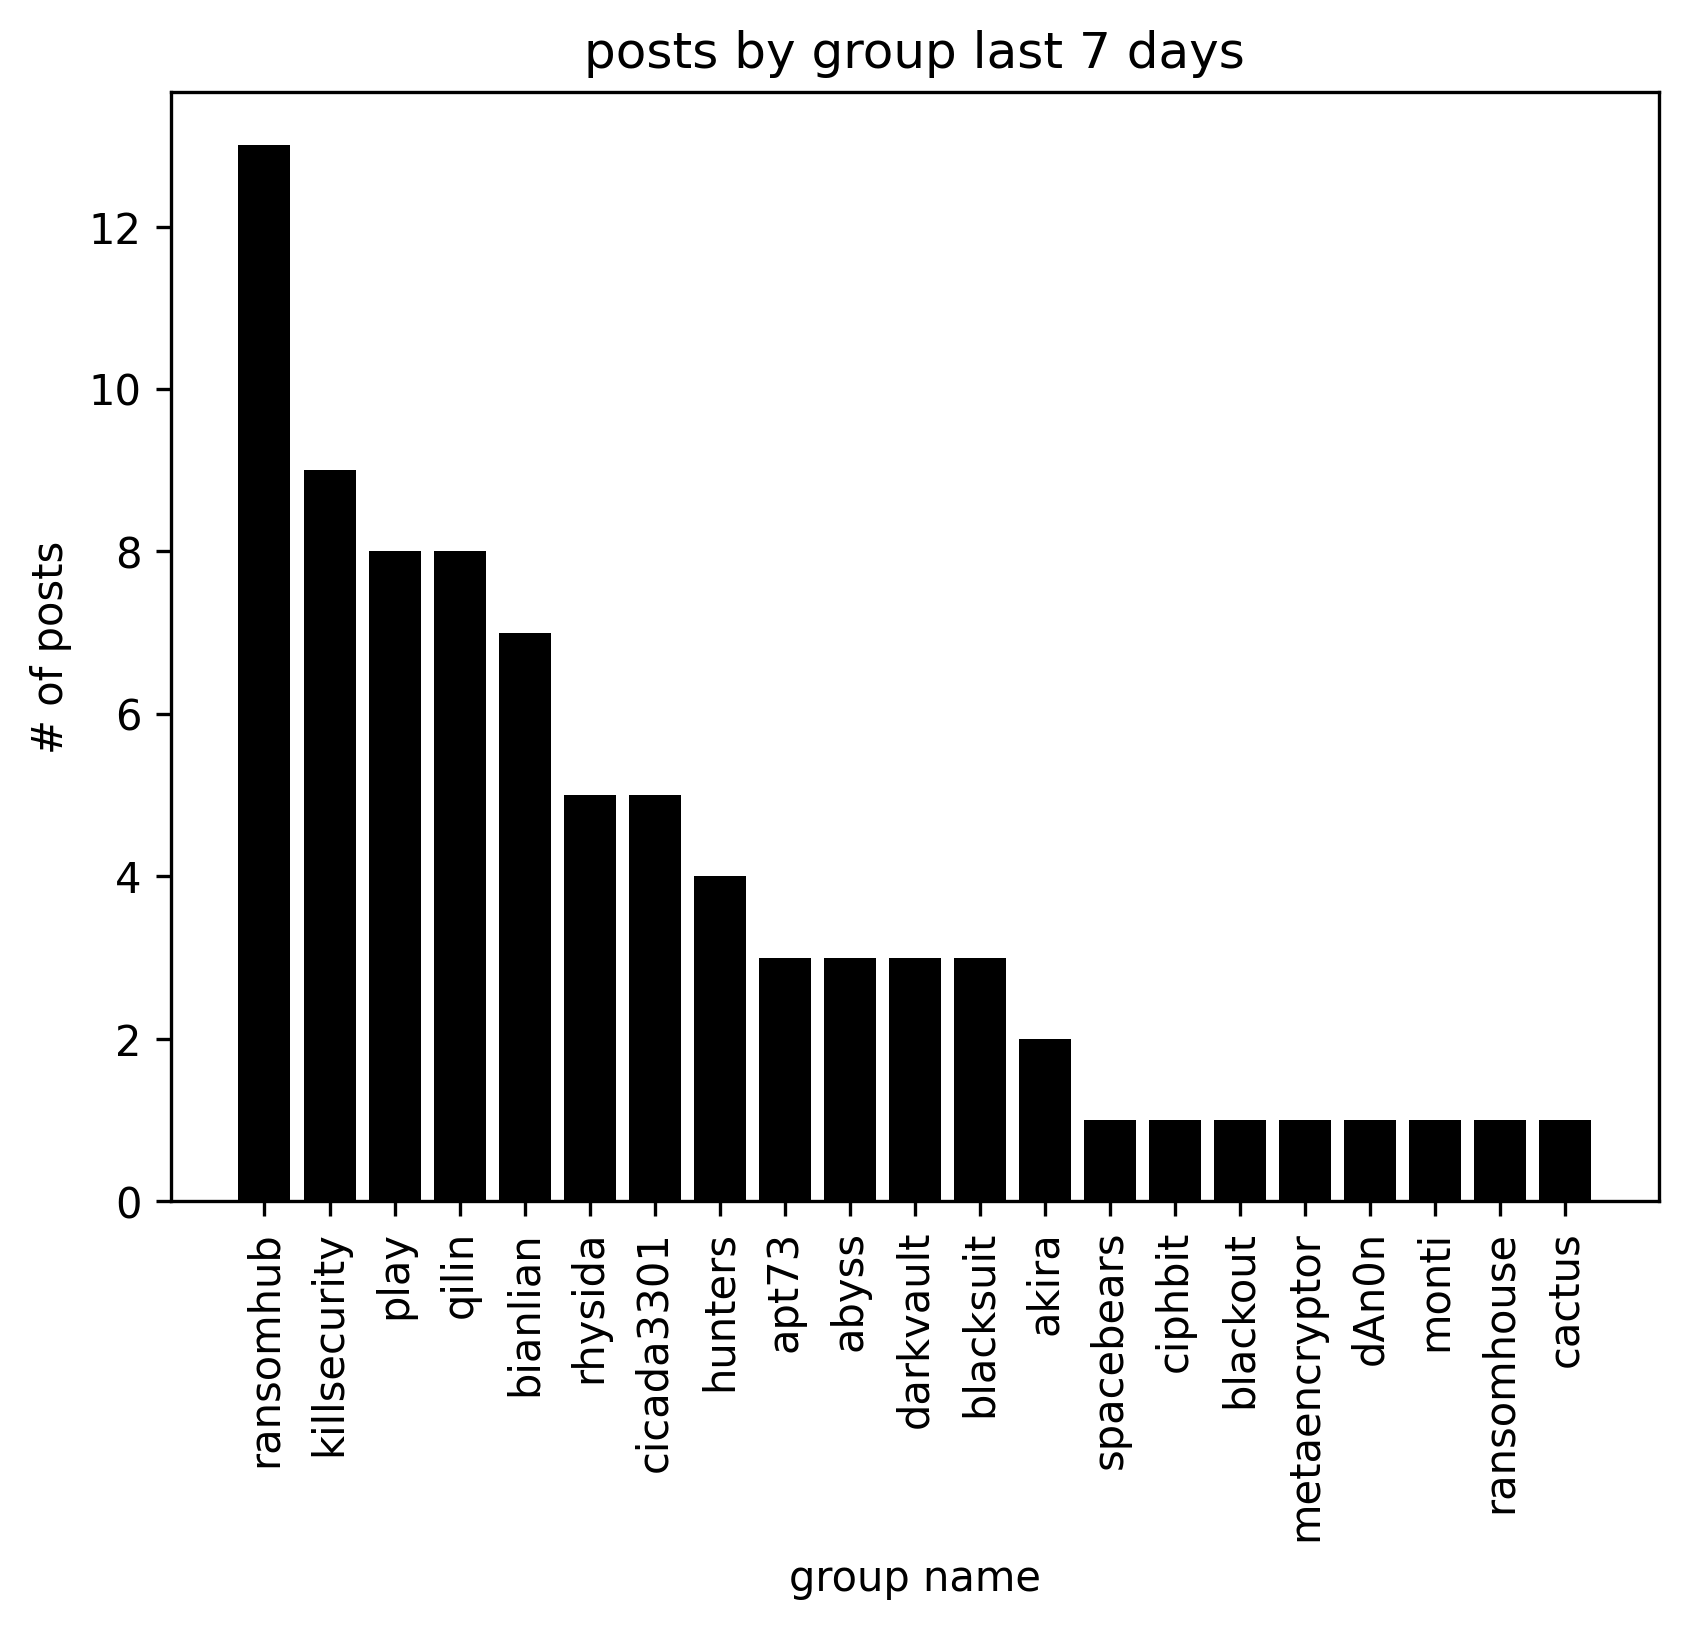 posts by group last 7 days
# of posts
12
10
8
6
4
2
0
ransomhub
killsecurity
play
qilin
bianlian
rhysida
cicada3301
hunters
apt73
abyss
darkvault
blacksuit
akira
spacebears
ciphbit
blackout
metaencryptor
dAn0n
monti
ransomhouse
cactus
group name